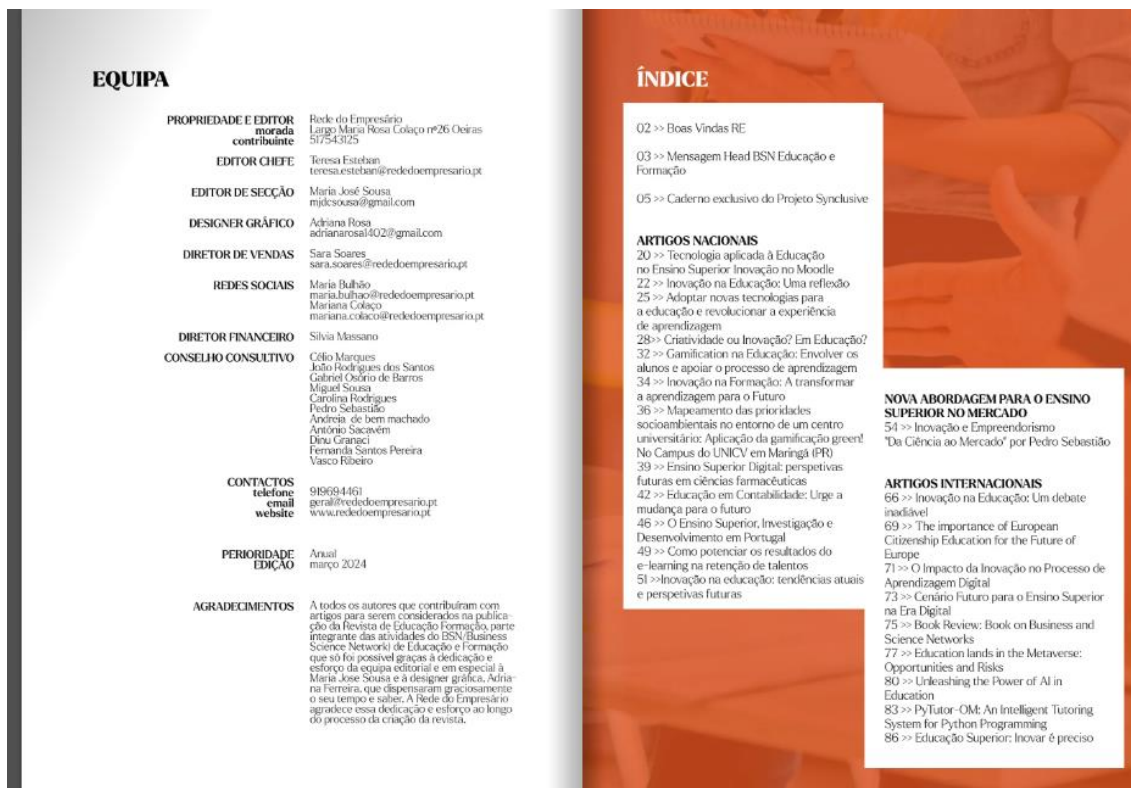 EQUIPA
PROPRIEDADE E EDITOR Rede do Empresário
morada Largo Maria Rosa Colaço nº26 Oeiras
contribuinte 517543125
EDITOR CHEFE Teresa Esteban
teresa.esteban@rededoempresario.pt
EDITOR DE SECÇÃO Maria José Sousa
mjdcsousa@gmail.com
DESIGNER GRÁFICO Adriana Rosa
adrianarosa1402@gmail.com
DIRETOR DE VENDAS Sara Soares
sara.soares@rededoempresario.pt
REDES SOCIAIS Maria Bulhão
maria.bulhao@rededoempresario.pt
Mariana Colaço
mariana.colaco@rededoempresario.pt
DIRETOR FINANCEIRO Silvia Massano
CONSELHO CONSULTIVO Célio Marques
João Rodrigues dos Santos
Gabriel Osório de Barros
Miguel Sousa
Carolina Rodrigues
Pedro Sebastião
Andreia de bem machado
António Sacavém
Dinu Granaci
Fernanda Santos Pereira
Vasco Ribeiro
CONTACTOS
telefone 919694461
email geral@rededoempresario.pt
website www.rededoempresario.pt
PERIORIDADE Anual
EDIÇÃO março 2024
AGRADECIMENTOS A todos os autores que contribuíram com
artigos para serem considerados na publica-
ção da Revista de Educação Formação, parte
integrante das atividades do BSN(Business
Science Network) de Educação e Formação
que só foi possível graças à dedicação e
esforço da equipa editorial e em especial à
Maria Jose Sousa e à designer gráfica, Adria-
na Ferreira, que dispensaram graciosamente
o seu tempo e saber. A Rede do Empresário
agradece essa dedicação e esforço ao longo
do processo da criação da revista.
ÍNDICE
02 >> Boas Vindas RE
03 >> Mensagem Head BSN Educação e
Formação
05 >> Caderno exclusivo do Projeto Synclusive
ARTIGOS NACIONAIS
20 >> Tecnologia aplicada à Educação
no Ensino Superior Inovação no Moodle
22 >> Inovação na Educação: Uma reflexão
25 >> Adoptar novas tecnologias para
a educação e revolucionar a experiência
de aprendizagem
28>> Criatividade ou Inovação? Em Educação?
32 >> Gamification na Educação: Envolver os
alunos e apoiar o processo de aprendizagem
34 >> Inovação na Formação: A transformar
a aprendizagem para o Futuro
36 >> Mapeamento das prioridades
socioambientais no entorno de um centro
universitário: Aplicação da gamificação green!
No Campus do UNICV em Maringá (PR)
39 >> Ensino Superior Digital: perspetivas
futuras em ciências farmacêuticas
42 >> Educação em Contabilidade: Urge a
mudança para o futuro
46 >> O Ensino Superior, Investigação e
Desenvolvimento em Portugal
49 >> Como potenciar os resultados do
e-learning na retenção de talentos
51 >>Inovação na educação: tendências atuais
e perspetivas futuras
NOVA ABORDAGEM PARA O ENSINO
SUPERIOR NO MERCADO
54 >> Inovação e Empreendorismo
"Da Ciência ao Mercado" por Pedro Sebastião
ARTIGOS INTERNACIONAIS
66 >> Inovação na Educação: Um debate
inadiável
69 >> The importance of European
Citizenship Education for the Future of
Europe
71 >> O Impacto da Inovação no Processo de
Aprendizagem Digital
73 >> Cenário Futuro para o Ensino Superior
na Era Digital
75 >> Book Review: Book on Business and
Science Networks
77 >> Education lands in the Metaverse:
Opportunities and Risks
80 >> Unleashing the Power of AI in
Education
83 >> PyTutor-OM: An Intelligent Tutoring
System for Python Programming
86 >> Educação Superior: Inovar é preciso